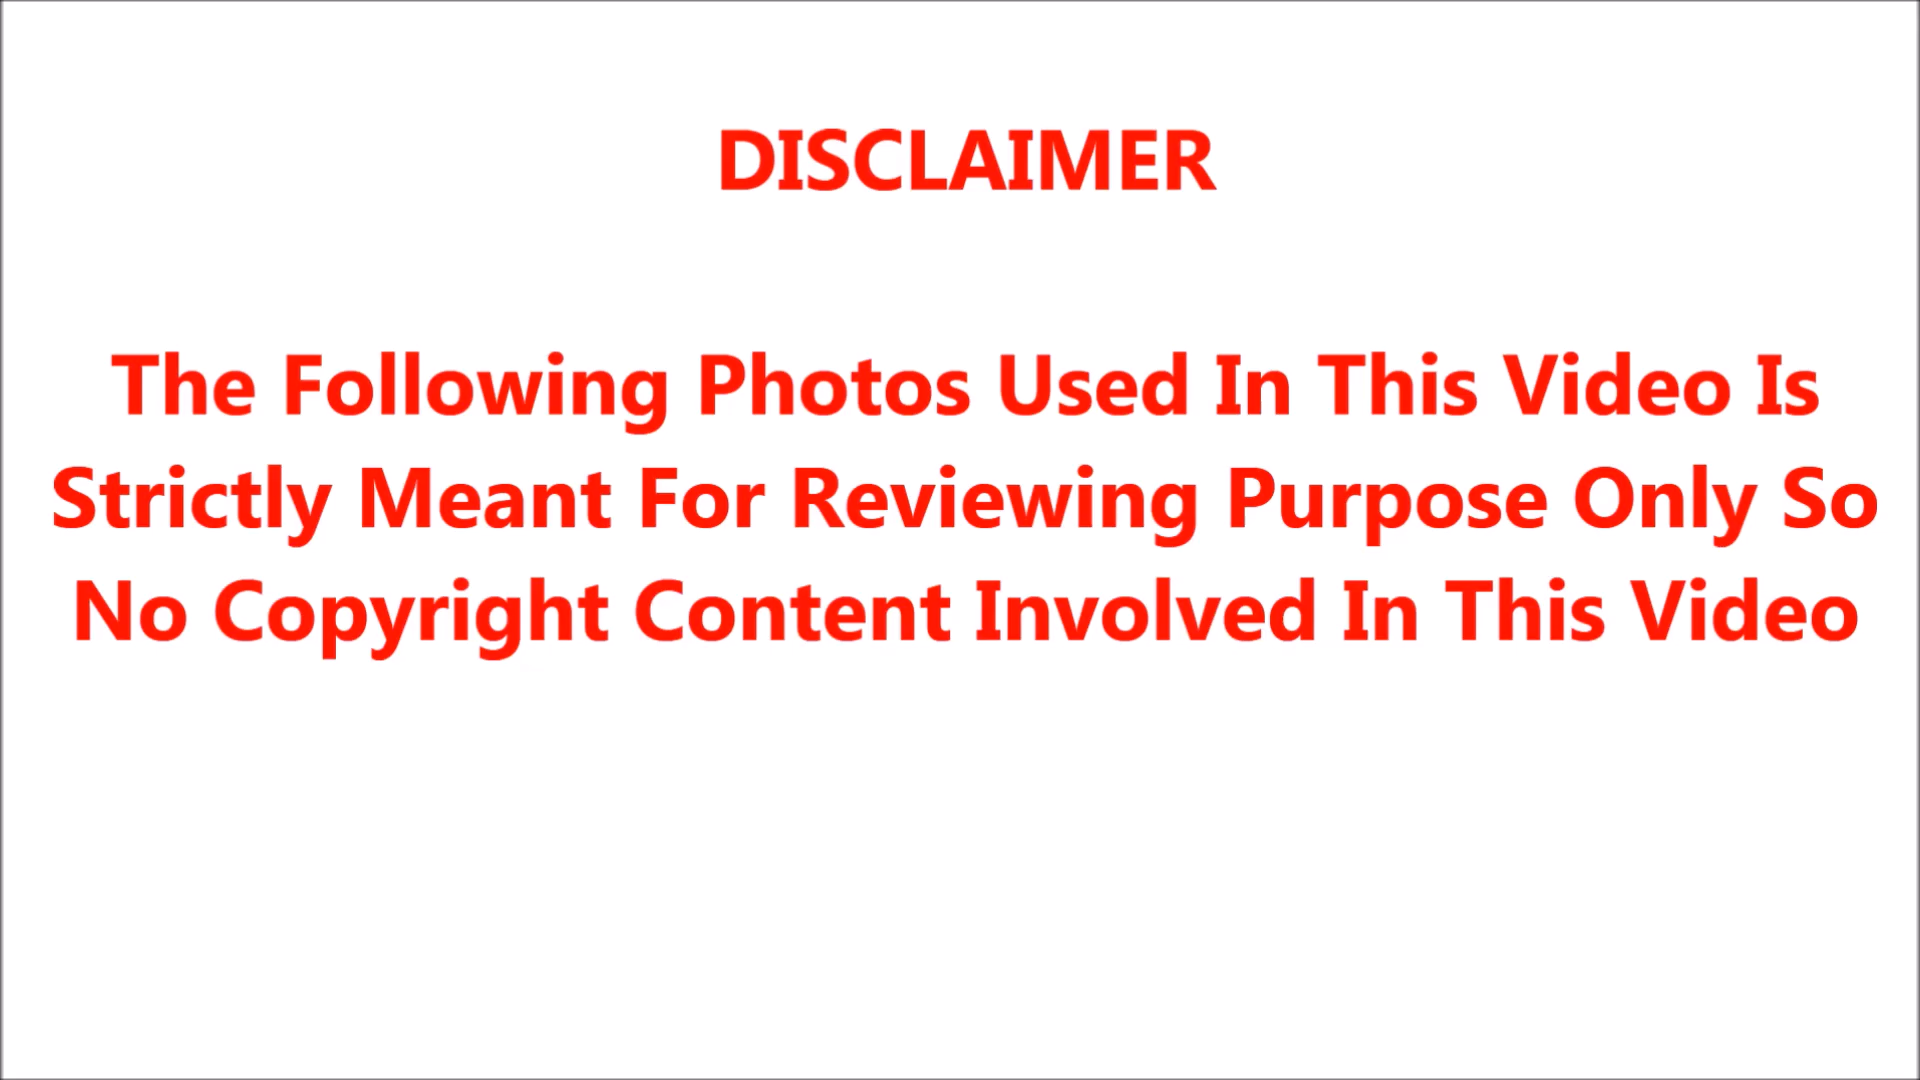 DISCLAIMER
The Following Photos Used In This Video Is
Strictly Meant For Reviewing Purpose Only So
No Copyright Content Involved In This Video